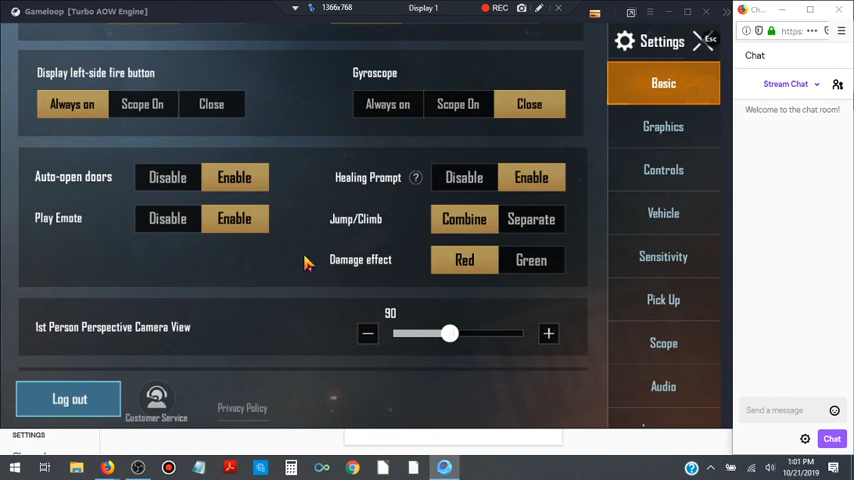 Gameloop [Turbo AOW Engine]
1366x768
Display 1
REC
Ch...
https:
Chat
Stream Chat
Welcome to the chat room!
Settings
Esc
Basic
Graphics
Controls
Vehicle
Sensitivity
Pick Up
Scope
Audio
Display left-side fire button
Gyroscope
Always on
Scope On
Close
Always on
Scope On
Close
Auto-open doors
Disable
Enable
Healing Prompt
?
Disable
Enable
Play Emote
Disable
Enable
Jump/Climb
Combine
Separate
Damage effect
Red
Green
1st Person Perspective Camera View
90
Log out
Customer Service
Privacy Policy
SETTINGS
Send a message
Chat
1:01 PM
10/21/2019